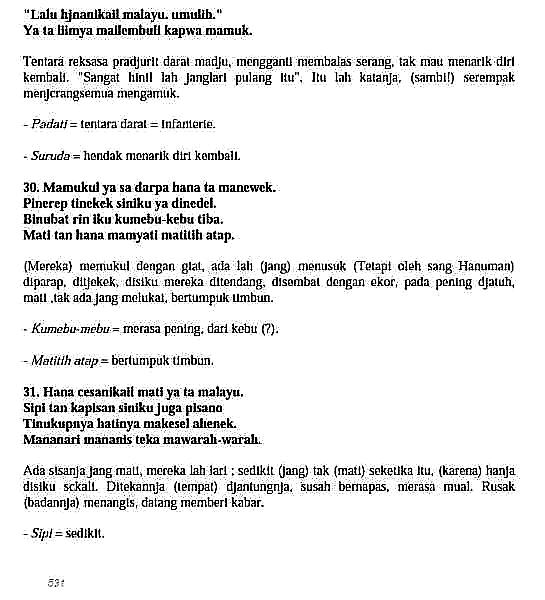 "Lalu hjnanikail malayu. umulih."
Ya ta liimya mailembuli kapwa mamuk.
Tentara reksasa pradjurit darat madju, mengganti membalas serang, tak mau menarik diri
kembali. "Sangat hinil lah janglari pulang itu". Itu lah katanja, (sambil) serempak
menjerangsemua mengamuk.
- Padati = tentara darat = Infanterie.
- Suruda = hendak menarik diri kembali.
30. Mamukul ya sa darpa hana ta manewek.
Pinerep tinekek siniku ya dinedel.
Binubat rin iku kumebu-kebu tiba.
Mati tan hana mamyati matitih atap.
(Mereka) memukul dengan giat, ada lah (jang) menusuk (Tetapi oleh sang Hanuman)
diparap, ditjekek, disiku mereka ditendang, disembat dengan ekor, pada pening djatuh,
mati ,tak ada jang melukai, bertumpuk timbun.
- Kumebu-mebu = merasa pening, dari kebu (?).
- Matitih atap = bertumpuk timbun.
31. Hana cesanikail mati ya ta malayu.
Sipi tan kapisan siniku juga pisano
Tinukupnya hatinya makesel ahenek.
Mananari mananis teka mawarah-warah.
Ada sisanja jang mati, mereka lah lari ; sedikit (jang) tak (mati) seketika itu, (karena) hanja
disiku sckali. Ditekannja (tempat) djantungnja, susah bernapas, merasa mual. Rusak
(badannja) menangis, datang memberi kabar.
- Sipi = sedikit.
531